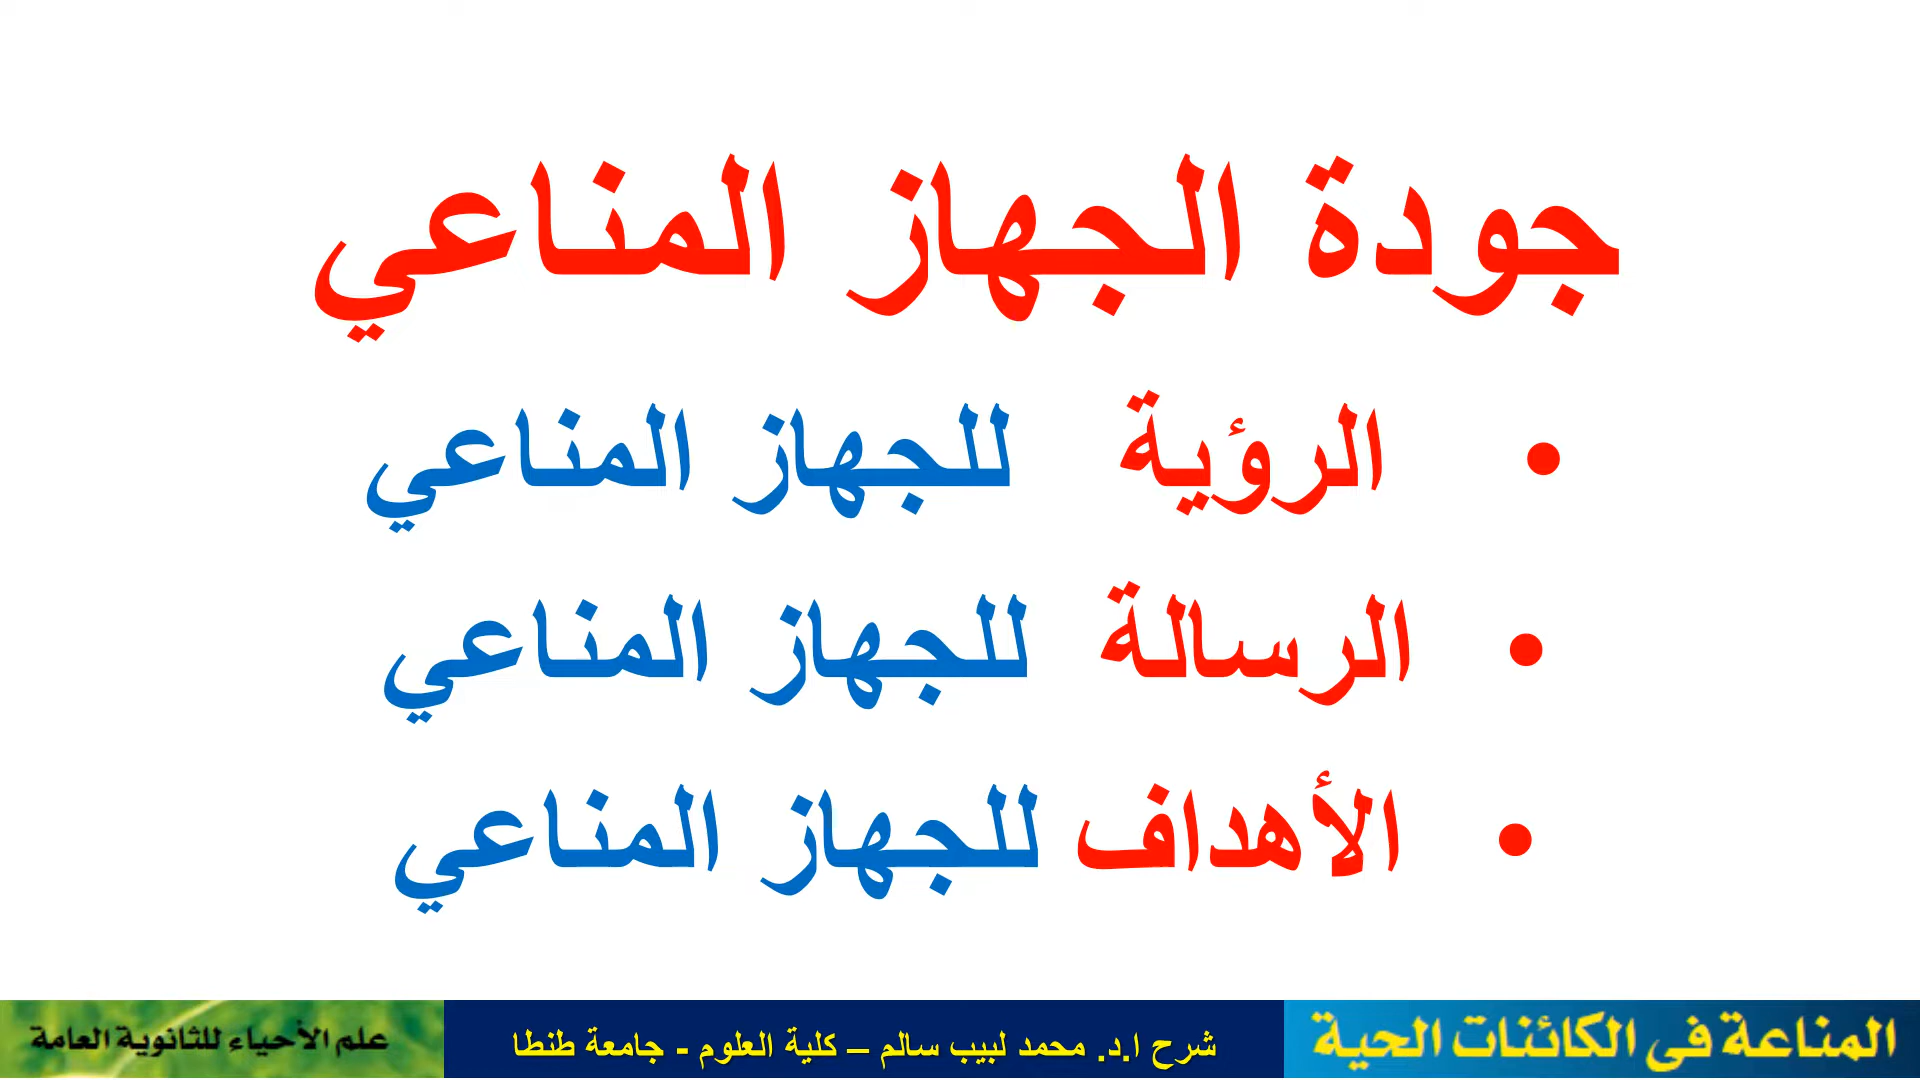 جودة الجهاز المناعي
• الرؤية للجهاز المناعي
• الرسالة للجهاز المناعي
• الأهداف للجهاز المناعي
المناعة فى الكائنات الحية
شرح ا.د. محمد لبيب سالم – كلية العلوم - جامعة طنطا
علم الأحياء للثانوية العامة